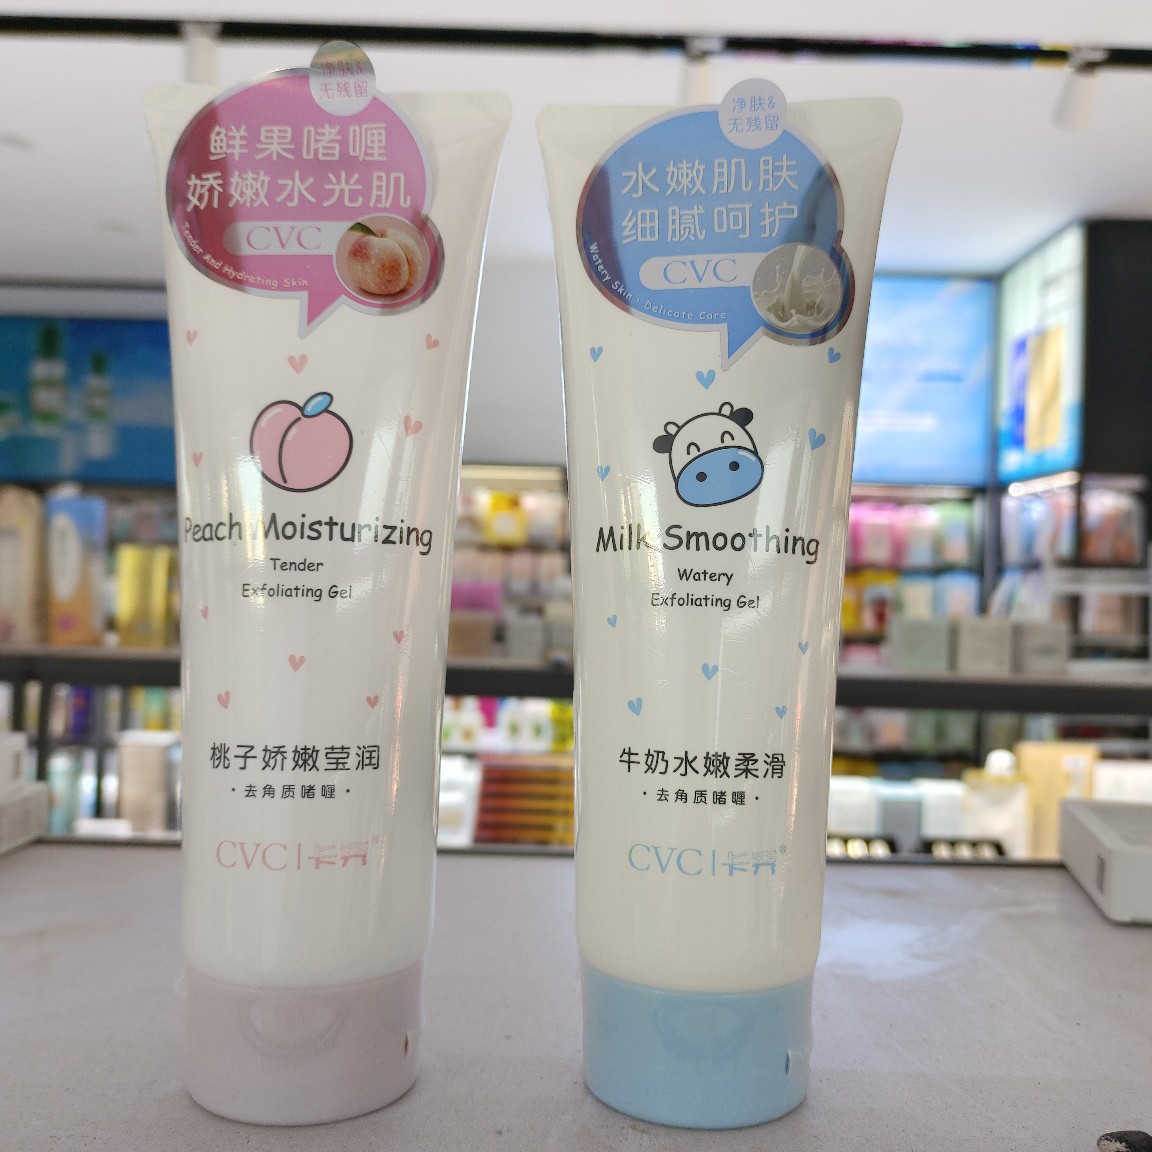 净肤&
无残留
鲜果啫喱
娇嫩水光肌
CVC
Tender And Hydrating Skin
Peach Moisturizing
Tender
Exfoliating Gel
桃子娇嫩莹润
·去角质啫喱·
CVC
净肤&
无残留
水嫩肌肤
细腻呵护
CVC
Watery Skin · Delicate Care
Milk Smoothing
Watery
Exfoliating Gel
牛奶水嫩柔滑
·去角质啫喱·
CVC